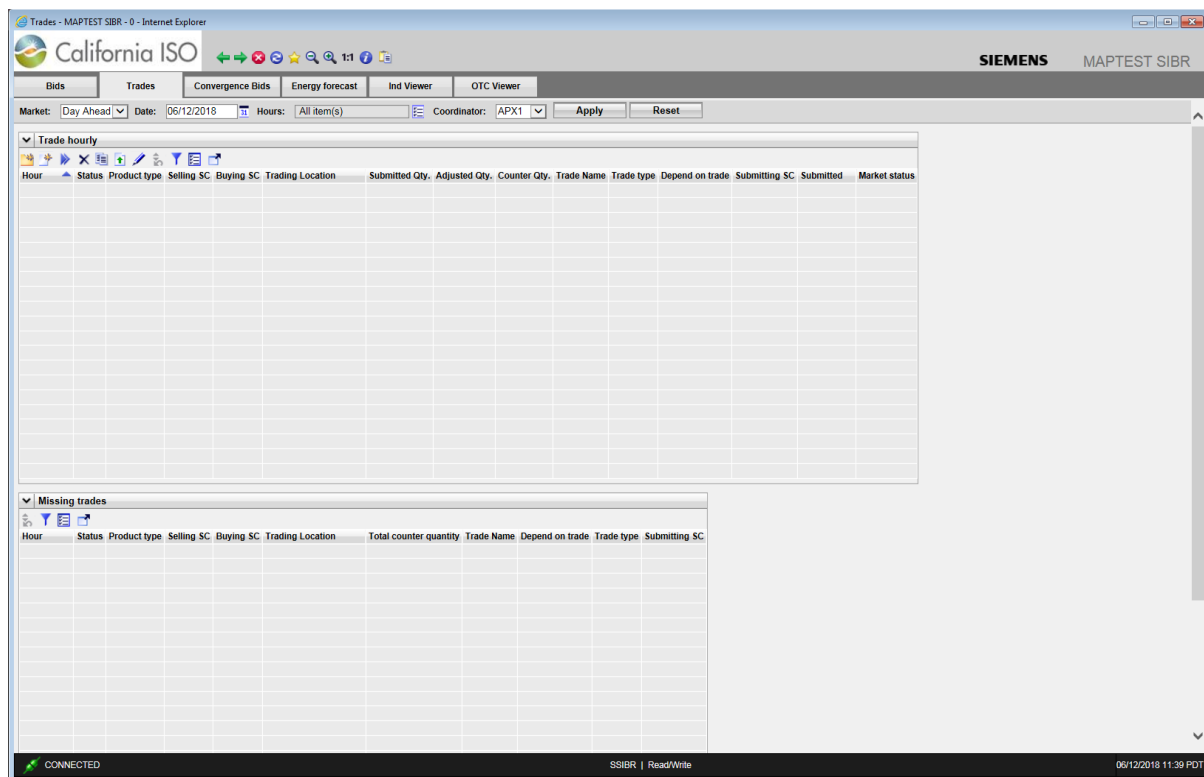 Trades - MAPTEST SIBR - 0 - Internet Explorer
California ISO
1:1
SIEMENS MAPTEST SIBR
Bids Trades Convergence Bids Energy forecast Ind Viewer OTC Viewer
Market: Day Ahead Date: 06/12/2018 31 Hours: All item(s) Coordinator: APX1 Apply Reset
Trade hourly
Hour Status Product type Selling SC Buying SC Trading Location Submitted Qty. Adjusted Qty. Counter Qty. Trade Name Trade type Depend on trade Submitting SC Submitted Market status
Missing trades
Hour Status Product type Selling SC Buying SC Trading Location Total counter quantity Trade Name Depend on trade Trade type Submitting SC
CONNECTED SSIBR | Read/Write 06/12/2018 11:39 PDT